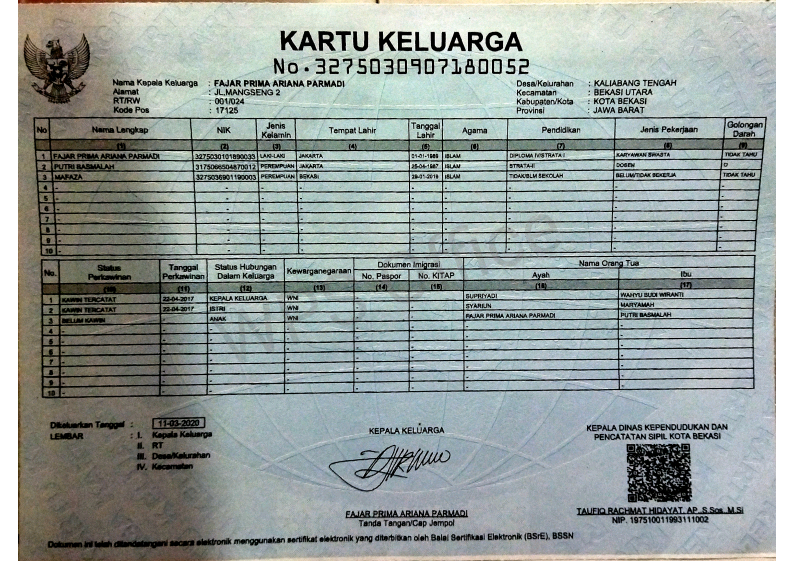 KARTU KELUARGA
No.3275030907180052
Nama Kepala Keluarga : FAJAR PRIMA ARIANA PARMADI
Alamat : JL,MANGSENG 2
RT/RW : 001/024
Kode Pos : 17125
Desa/Kelurahan : KALIABANG TENGAH
Kecamatan : BEKASI UTARA
Kabupaten/Kota : KOTA BEKASI
Provinsi : JAWA BARAT
No Nama Lengkap NIK Jenis Kelamin Tempat Lahir Tanggal Lahir Agama Pendidikan Jenis Pekerjaan Golongan Darah
(1) (2) (3) (4) (5) (6) (7) (8) (9)
1 FAJAR PRIMA ARIANA PARMADI 3275030101890033 LAKI-LAKI JAKARTA 01-01-1989 ISLAM DIPLOMA IV/STRATA-I KARYAWAN SWASTA TIDAK TAHU
2 PUTRI BASMALAH 3175066504870012 PEREMPUAN JAKARTA 25-04-1987 ISLAM STRATA-II DOSEN O
3 MAFAZA 3275036901190003 PEREMPUAN BEKASI 29-01-2019 ISLAM TIDAK/BLM SEKOLAH BELUM/TIDAK BEKERJA TIDAK TAHU
4 - - - - - - - - -
5 - - - - - - - - -
6 - - - - - - - - -
7 - - - - - - - - -
8 - - - - - - - - -
9 - - - - - - - - -
10 - - - - - - - - -
No. Status Perkawinan Tanggal Perkawinan Status Hubungan Dalam Keluarga Kewarganegaraan Dokumen Imigrasi Nama Orang Tua
No. Paspor No. KITAP Ayah Ibu
(10) (11) (12) (13) (14) (15) (16) (17)
1 KAWIN TERCATAT 22-04-2017 KEPALA KELUARGA WNI - - SUPRIYADI WAHYU BUDI WIRANTI
2 KAWIN TERCATAT 22-04-2017 ISTRI WNI - - SYARIUN MARYAMAH
3 BELUM KAWIN - ANAK WNI - - FAJAR PRIMA ARIANA PARMADI PUTRI BASMALAH
4 - - - - - - - -
5 - - - - - - - -
6 - - - - - - - -
7 - - - - - - - -
8 - - - - - - - -
9 - - - - - - - -
10 - - - - - - - -
Dikeluarkan Tanggal : 11-03-2020
LEMBAR : I. Kepala Keluarga
II. RT
III. Desa/Kelurahan
IV. Kecamatan
KEPALA KELUARGA
FAJAR PRIMA ARIANA PARMADI
Tanda Tangan/Cap Jempol
KEPALA DINAS KEPENDUDUKAN DAN
PENCATATAN SIPIL KOTA BEKASI
TAUFIQ RACHMAT HIDAYAT, AP.,S.Sos, M.Si
NIP. 197510011993111002
Dokumen ini telah ditandatangani secara elektronik menggunakan sertifikat elektronik yang diterbitkan oleh Balai Sertifikasi Elektronik (BSrE), BSSN